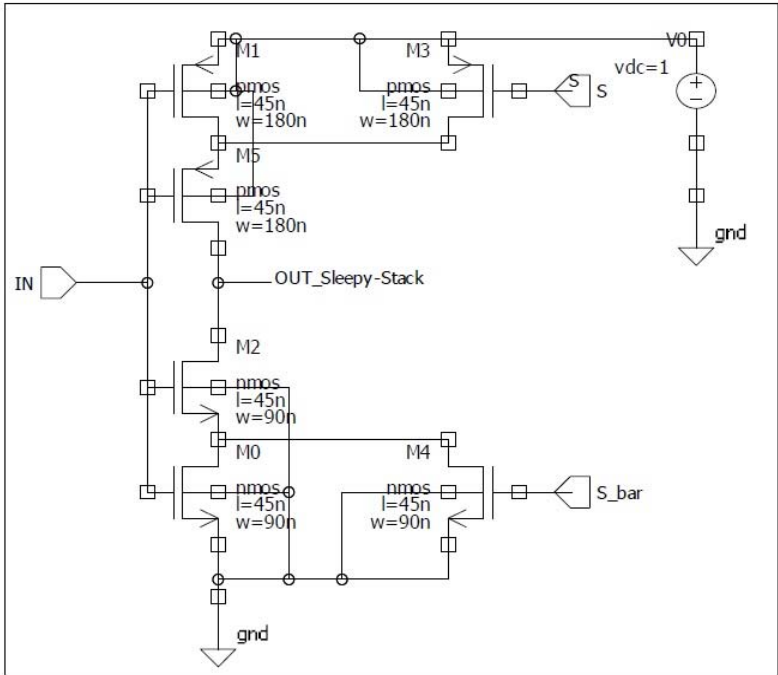 M1
pmos
l=45n
w=180n
M3
pmos
l=45n
w=180n
S
S
V0
vdc=1
gnd
M5
pmos
l=45n
w=180n
IN
OUT_Sleepy-Stack
M2
nmos
l=45n
w=90n
M0
nmos
l=45n
w=90n
M4
nmos
l=45n
w=90n
S_bar
gnd